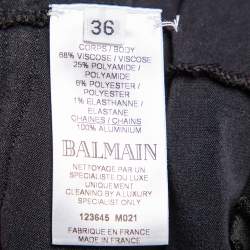 36
CORPS / BODY
68% VISCOSE / VISCOSE
25% POLYAMIDE /
POLYAMIDE
6% POLYESTER /
POLYESTER
1% ELASTHANNE /
ELASTANE
CHAINES / CHAINS
100% ALUMINIUM
BALMAIN
NETTOYAGE PAR UN
SPECIALISTE DU LUXE
UNIQUEMENT
CLEANING BY A LUXURY
SPECIALIST ONLY
123645 M021
FABRIQUE EN FRANCE
MADE IN FRANCE